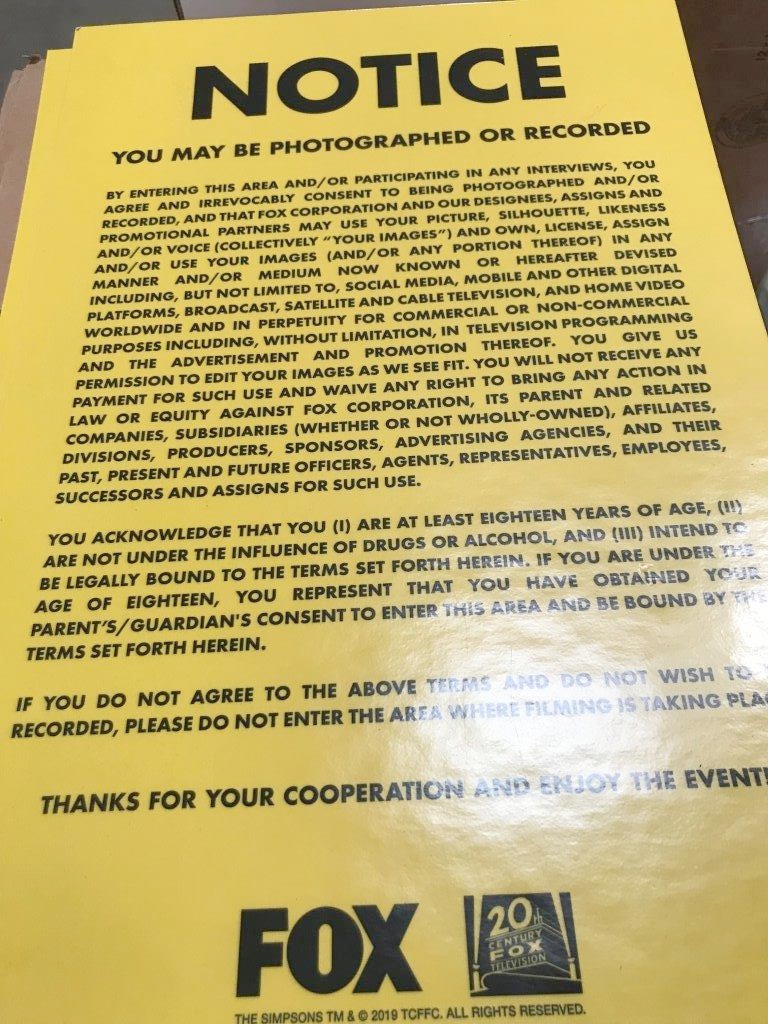 NOTICE
YOU MAY BE PHOTOGRAPHED OR RECORDED
BY ENTERING THIS AREA AND/OR PARTICIPATING IN ANY INTERVIEWS, YOU
AGREE AND IRREVOCABLY CONSENT TO BEING PHOTOGRAPHED AND/OR
RECORDED, AND THAT FOX CORPORATION AND OUR DESIGNEES, ASSIGNS AND
PROMOTIONAL PARTNERS MAY USE YOUR PICTURE, SILHOUETTE, LIKENESS
AND/OR VOICE (COLLECTIVELY "YOUR IMAGES") AND OWN, LICENSE, ASSIGN
AND/OR USE YOUR IMAGES (AND/OR ANY PORTION THEREOF) IN ANY
MANNER AND/OR MEDIUM NOW KNOWN OR HEREAFTER DEVISED
INCLUDING, BUT NOT LIMITED TO, SOCIAL MEDIA, MOBILE AND OTHER DIGITAL
PLATFORMS, BROADCAST, SATELLITE AND CABLE TELEVISION, AND HOME VIDEO
WORLDWIDE AND IN PERPETUITY FOR COMMERCIAL OR NON-COMMERCIAL
PURPOSES INCLUDING, WITHOUT LIMITATION, IN TELEVISION PROGRAMMING
AND THE ADVERTISEMENT AND PROMOTION THEREOF. YOU GIVE US
PERMISSION TO EDIT YOUR IMAGES AS WE SEE FIT. YOU WILL NOT RECEIVE ANY
PAYMENT FOR SUCH USE AND WAIVE ANY RIGHT TO BRING ANY ACTION IN
LAW OR EQUITY AGAINST FOX CORPORATION, ITS PARENT AND RELATED
COMPANIES, SUBSIDIARIES (WHETHER OR NOT WHOLLY-OWNED), AFFILIATES,
DIVISIONS, PRODUCERS, SPONSORS, ADVERTISING AGENCIES, AND THEIR
PAST, PRESENT AND FUTURE OFFICERS, AGENTS, REPRESENTATIVES, EMPLOYEES,
SUCCESSORS AND ASSIGNS FOR SUCH USE.
YOU ACKNOWLEDGE THAT YOU (I) ARE AT LEAST EIGHTEEN YEARS OF AGE, (II)
ARE NOT UNDER THE INFLUENCE OF DRUGS OR ALCOHOL, AND (III) INTEND TO
BE LEGALLY BOUND TO THE TERMS SET FORTH HEREIN. IF YOU ARE UNDER THE
AGE OF EIGHTEEN, YOU REPRESENT THAT YOU HAVE OBTAINED YOUR
PARENT'S/GUARDIAN'S CONSENT TO ENTER THIS AREA AND BE BOUND BY THE
TERMS SET FORTH HEREIN.
IF YOU DO NOT AGREE TO THE ABOVE TERMS AND DO NOT WISH TO
RECORDED, PLEASE DO NOT ENTER THE AREA WHERE FILMING IS TAKING PLA
THANKS FOR YOUR COOPERATION AND ENJOY THE EVENT!
FOX
20th
CENTURY
FOX
TELEVISION
THE SIMPSONS TM & © 2019 TCFFC. ALL RIGHTS RESERVED.